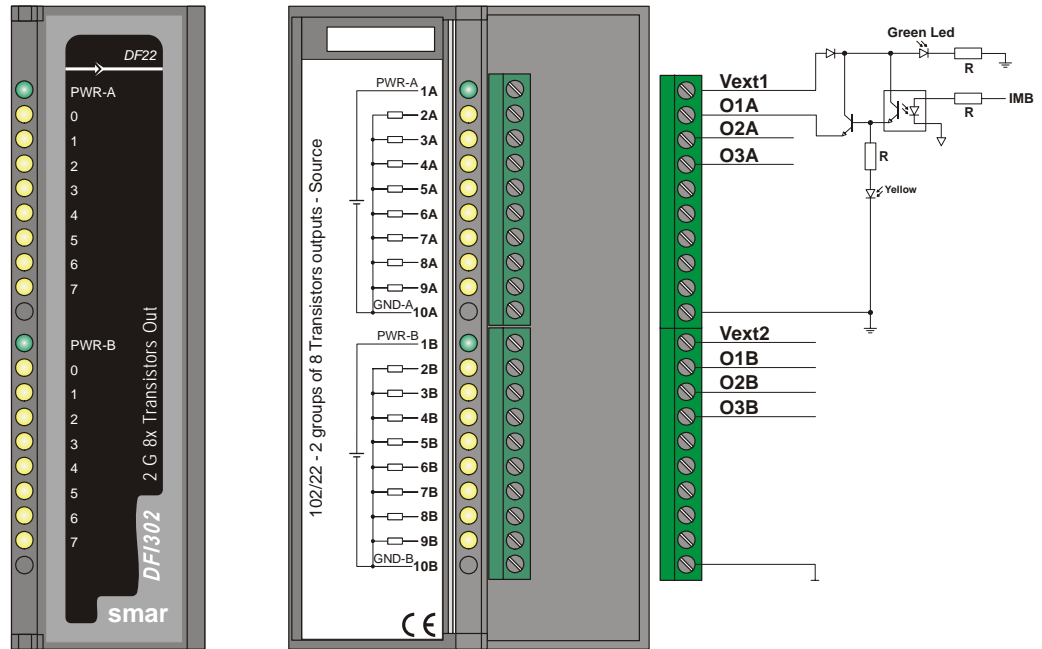 DF22
PWR-A
0
1
2
3
4
5
6
7
PWR-B
0
1
2
3
4
5
6
7
2 G 8x Transistors Out
DFI302
smar
102/22 - 2 groups of 8 Transistors outputs - Source
PWR-A
1A
2A
3A
4A
5A
6A
7A
8A
9A
GND-A
10A
PWR-B
1B
2B
3B
4B
5B
6B
7B
8B
9B
GND-B
10B
CE
Vext1
O1A
O2A
O3A
Vext2
O1B
O2B
O3B
Green Led
R
IMB
R
R
Yellow